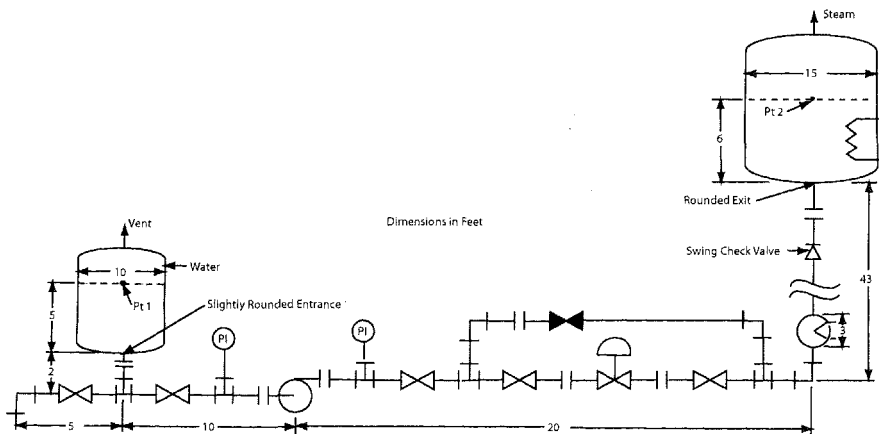 Steam
15
Pt 2
6
Rounded Exit
Dimensions in Feet
Vent
Swing Check Valve
10
Water
43
Pt 1
5
Slightly Rounded Entrance
PI
PI
3
2
5
10
20